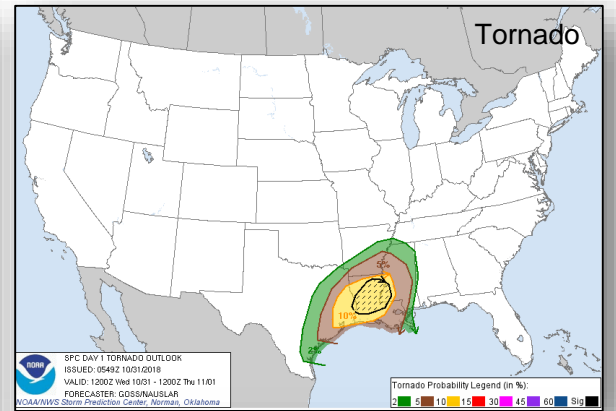 Tornado
5%
10%
2%
NOAA
SPC DAY 1 TORNADO OUTLOOK
ISSUED: 0549Z 10/31/2018
VALID: 1200Z Wed 10/31 - 1200Z Thu 11/01
FORECASTER: GOSS/NAUSLAR
NOAA/NWS Storm Prediction Center, Norman, Oklahoma
Tornado Probability Legend (in %):
2 5 10 15 30 45 60 Sig